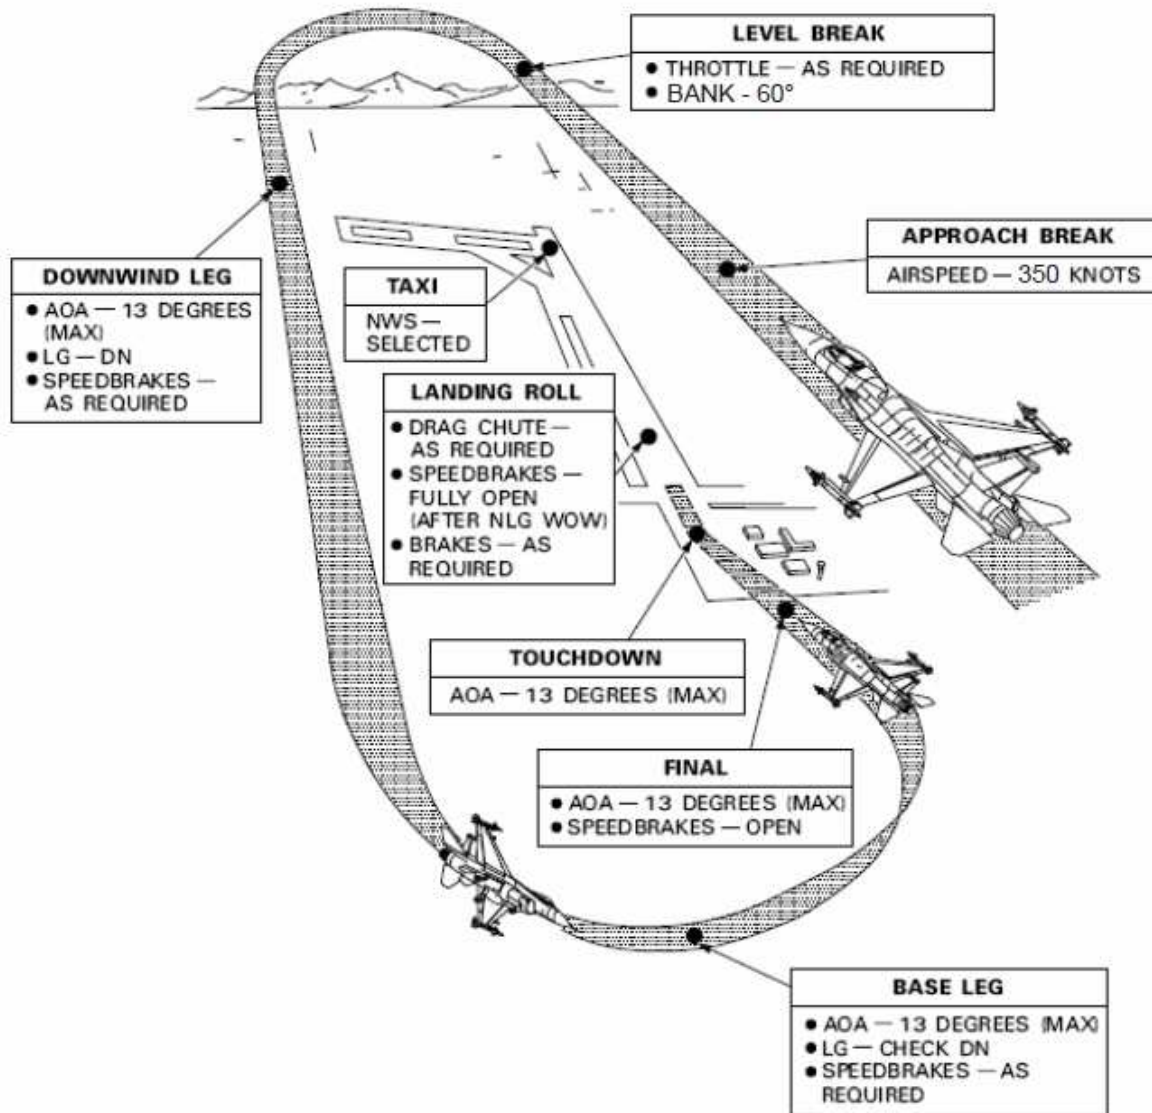 LEVEL BREAK
● THROTTLE — AS REQUIRED
● BANK - 60°
APPROACH BREAK
AIRSPEED — 350 KNOTS
DOWNWIND LEG
● AOA — 13 DEGREES
(MAX)
● LG — DN
● SPEEDBRAKES —
AS REQUIRED
TAXI
NWS —
SELECTED
LANDING ROLL
● DRAG CHUTE —
AS REQUIRED
● SPEEDBRAKES —
FULLY OPEN
(AFTER NLG WOW)
● BRAKES — AS
REQUIRED
TOUCHDOWN
AOA — 13 DEGREES (MAX)
FINAL
● AOA — 13 DEGREES (MAX)
● SPEEDBRAKES — OPEN
BASE LEG
● AOA — 13 DEGREES (MAX)
● LG — CHECK DN
● SPEEDBRAKES — AS
REQUIRED